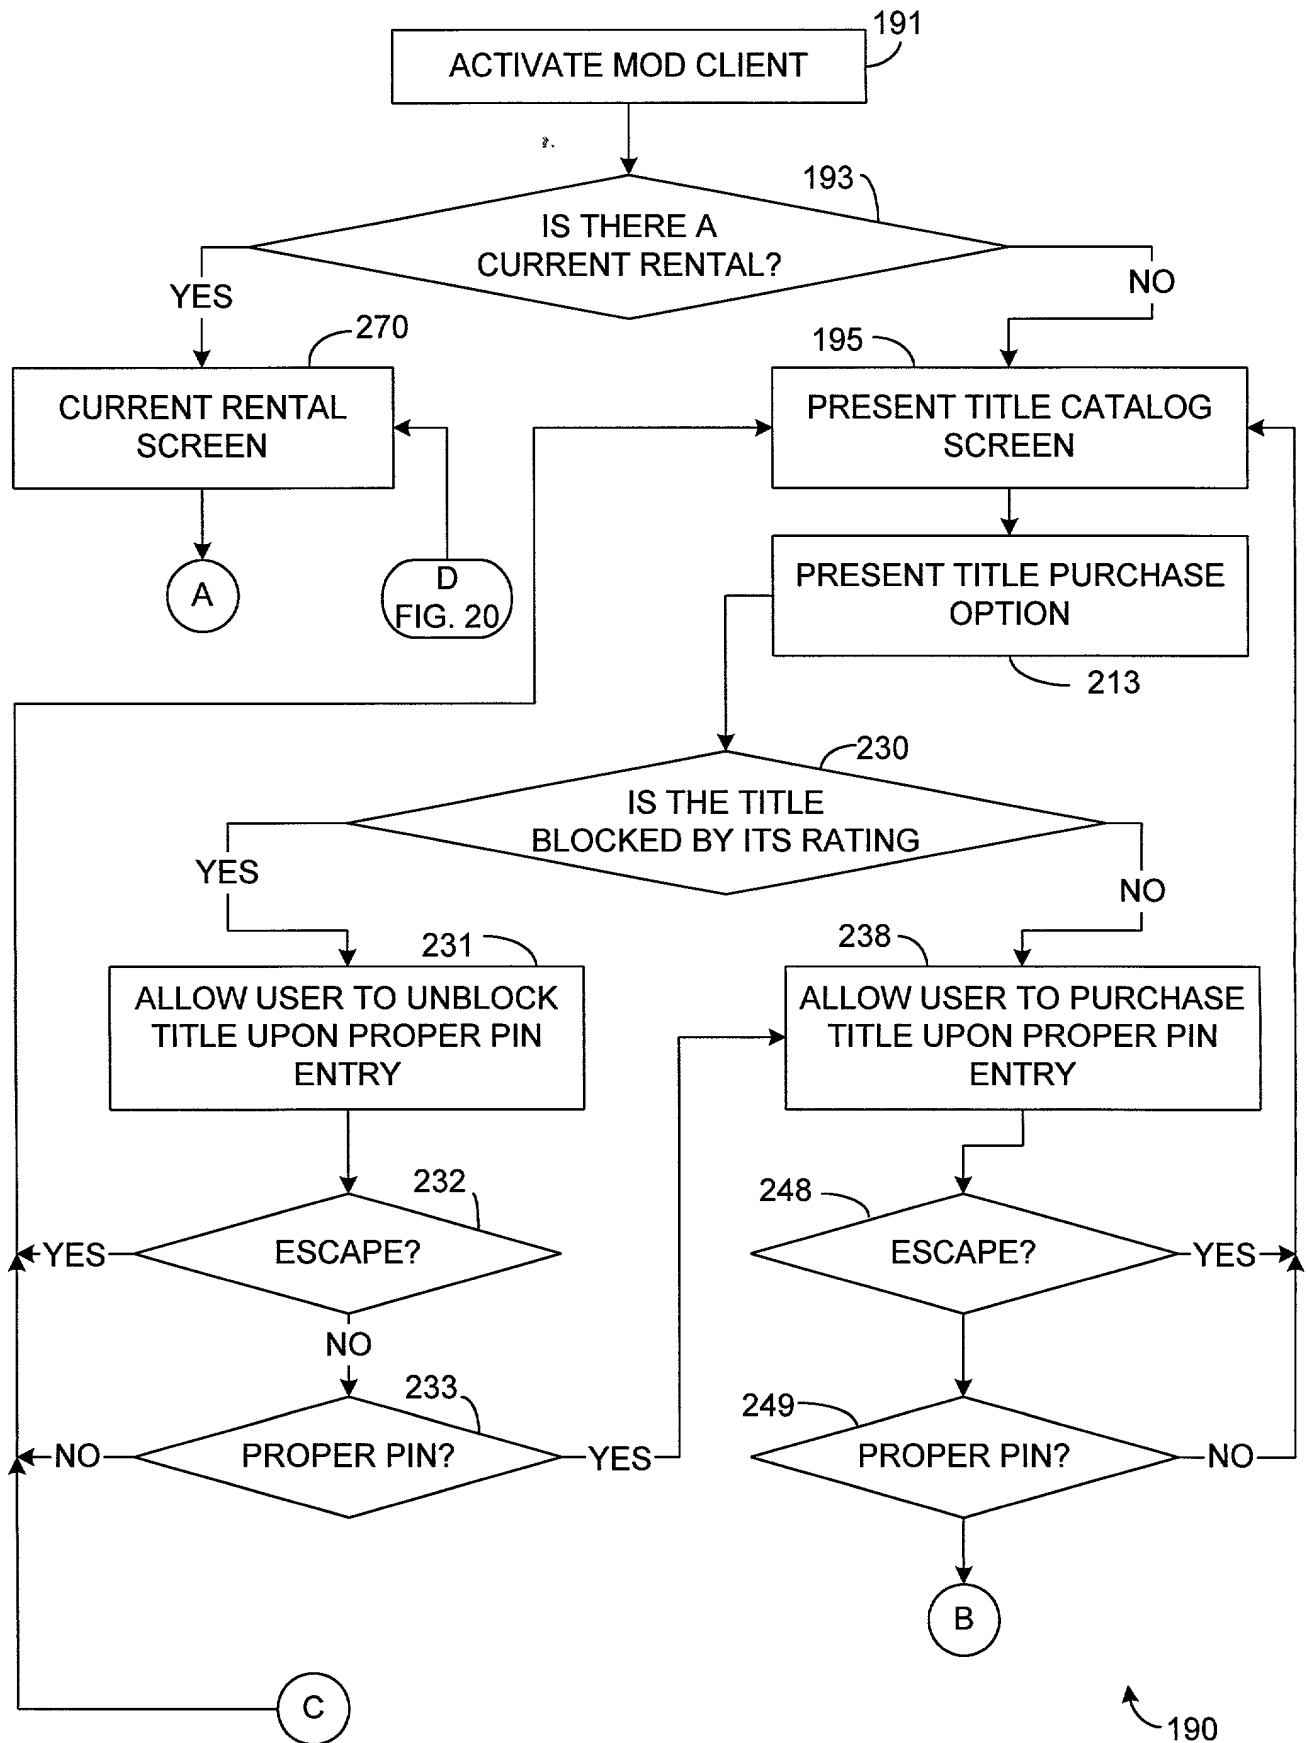 191
ACTIVATE MOD CLIENT
193
IS THERE A
CURRENT RENTAL?
YES
NO
270
195
CURRENT RENTAL
SCREEN
PRESENT TITLE CATALOG
SCREEN
A
D
FIG. 20
PRESENT TITLE PURCHASE
OPTION
213
230
IS THE TITLE
BLOCKED BY ITS RATING
YES
NO
231
238
ALLOW USER TO UNBLOCK
TITLE UPON PROPER PIN
ENTRY
ALLOW USER TO PURCHASE
TITLE UPON PROPER PIN
ENTRY
232
248
YES
ESCAPE?
ESCAPE?
YES
NO
233
249
NO
PROPER PIN?
YES
PROPER PIN?
NO
B
C
190